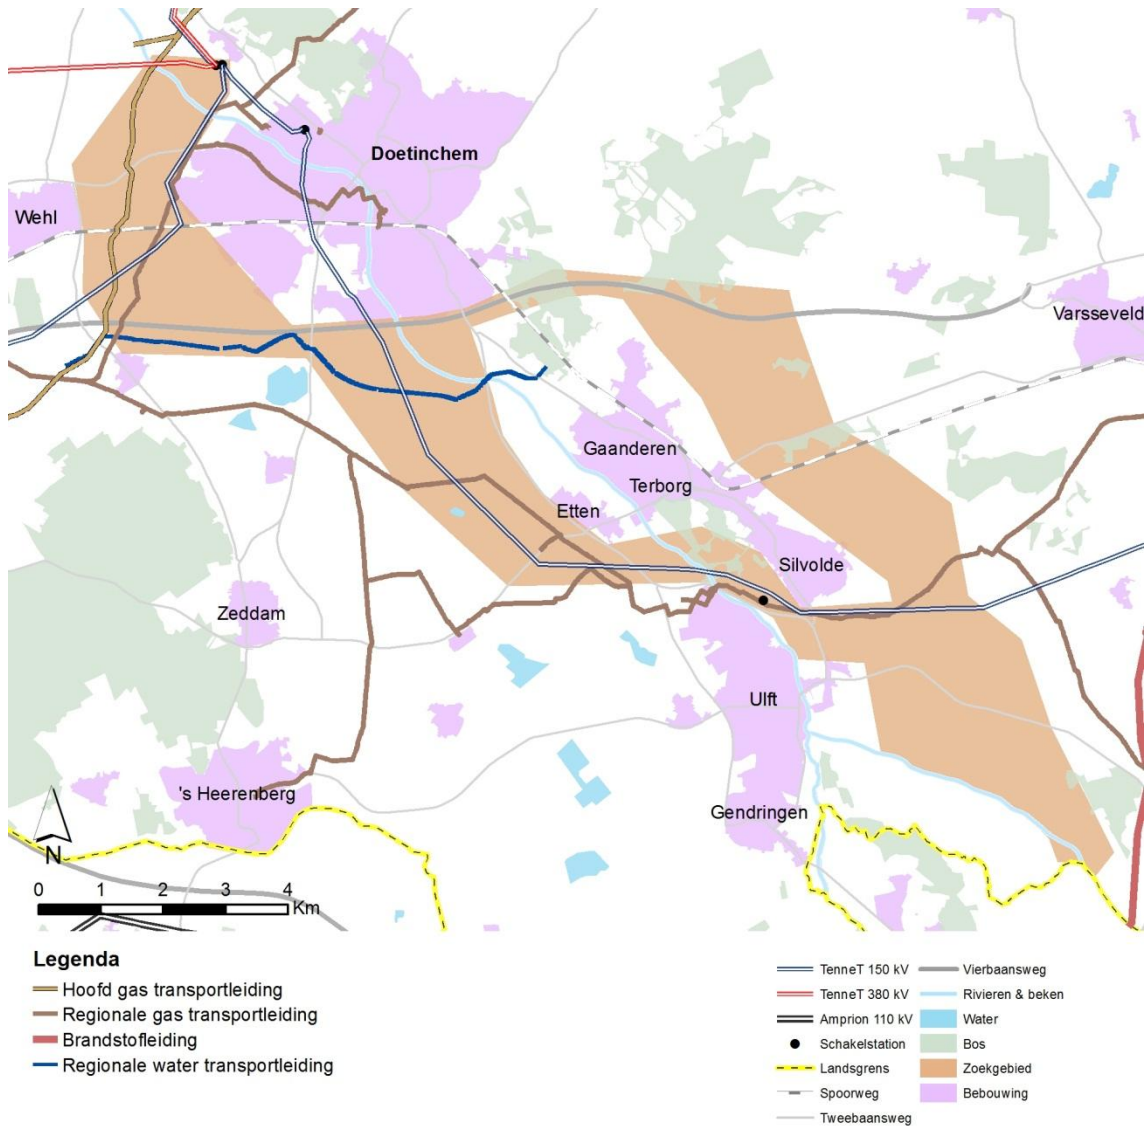 Doetinchem
Wehl
Varsseveld
Gaanderen
Terborg
Etten
Silvolde
Zeddam
Ulft
's Heerenberg
Gendringen
N
0 1 2 3 4
Km
Legenda
Hoofd gas transportleiding
Regionale gas transportleiding
Brandstofleiding
Regionale water transportleiding
TenneT 150 kV
TenneT 380 kV
Amprion 110 kV
Schakelstation
Landsgrens
Spoorweg
Tweebaansweg
Vierbaansweg
Rivieren & beken
Water
Bos
Zoekgebied
Bebouwing